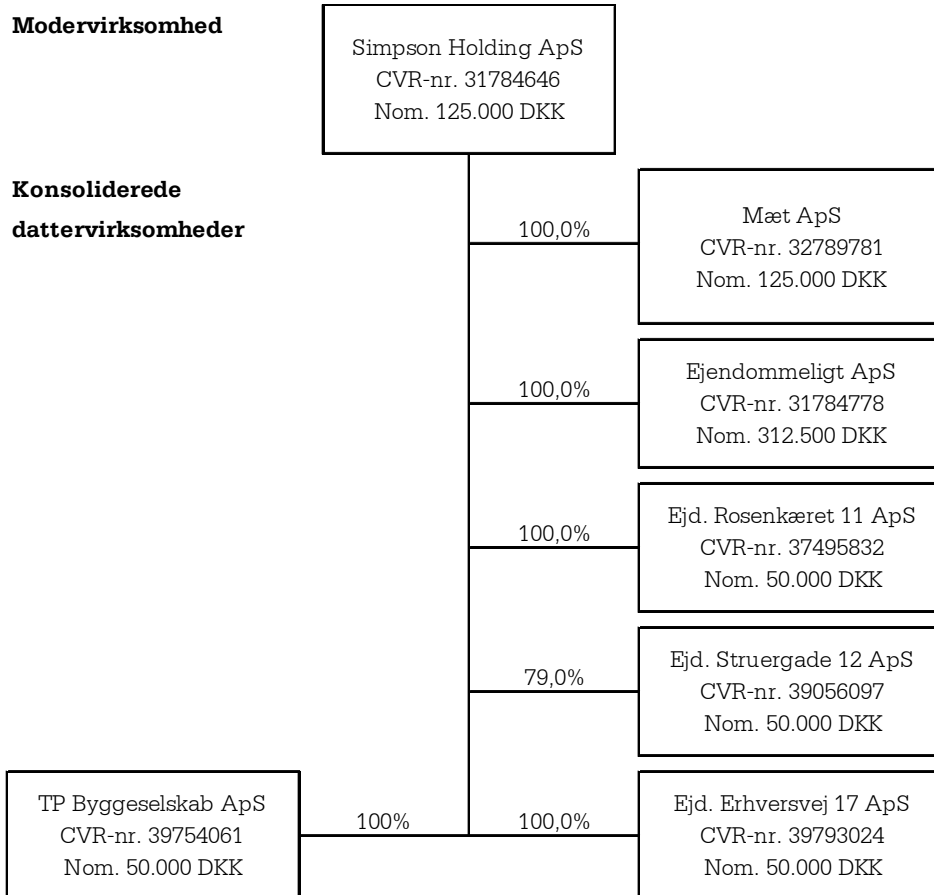 Modervirksomhed
Simpson Holding ApS
CVR-nr. 31784646
Nom. 125.000 DKK
Konsoliderede
dattervirksomheder
100,0%
Mæt ApS
CVR-nr. 32789781
Nom. 125.000 DKK
100,0%
Ejendommeligt ApS
CVR-nr. 31784778
Nom. 312.500 DKK
100,0%
Ejd. Rosenkæret 11 ApS
CVR-nr. 37495832
Nom. 50.000 DKK
79,0%
Ejd. Struergade 12 ApS
CVR-nr. 39056097
Nom. 50.000 DKK
TP Byggeselskab ApS
CVR-nr. 39754061
Nom. 50.000 DKK
100%
100,0%
Ejd. Erhversvej 17 ApS
CVR-nr. 39793024
Nom. 50.000 DKK